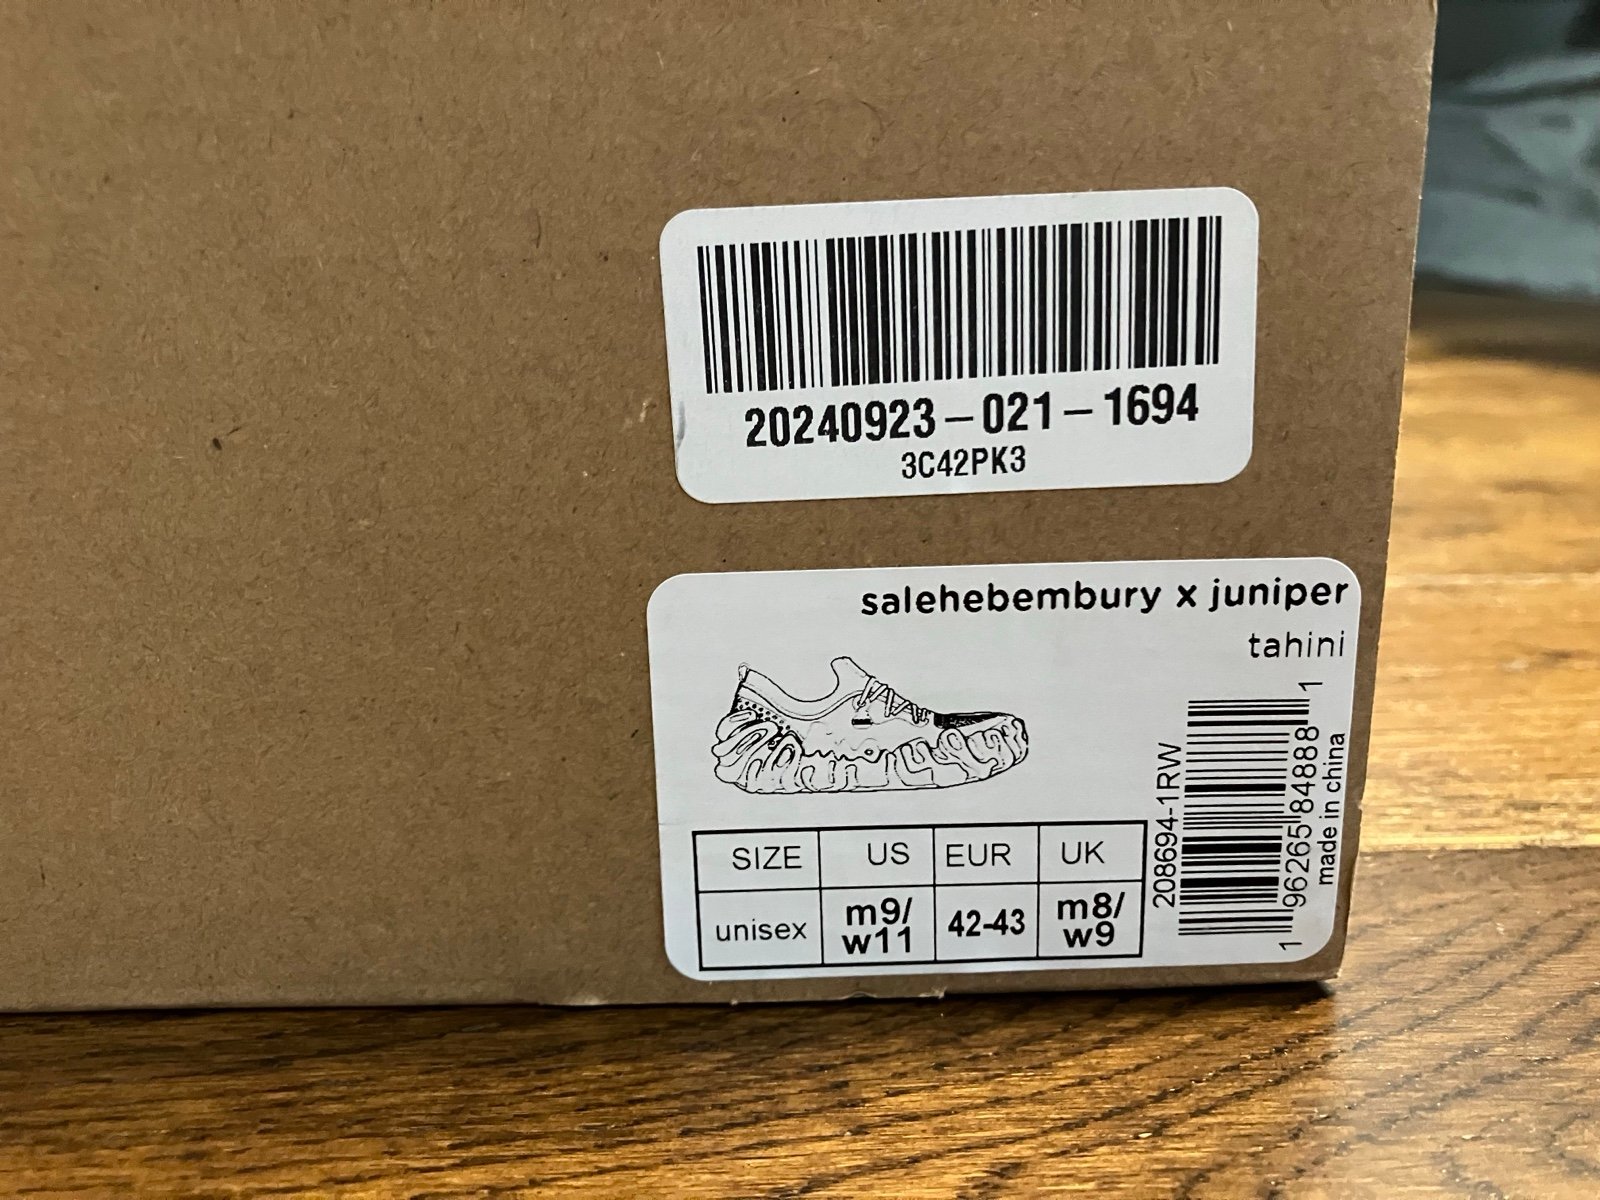 20240923-021-1694
3C42PK3
salehebembury x juniper
tahini
SIZE US EUR UK
unisex m9/w11 42-43 m8/w9
208694-1RW
1 96265 84888 1
made in china